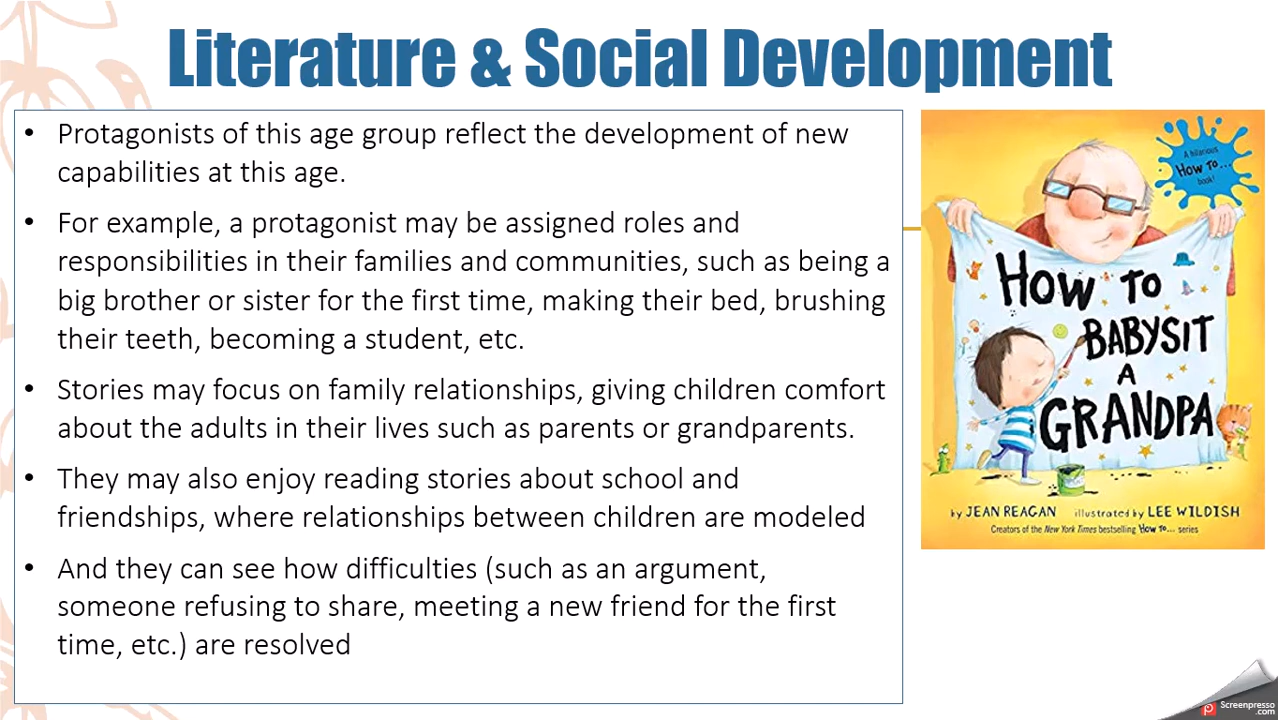 Literature & Social Development
• Protagonists of this age group reflect the development of new
capabilities at this age.
• For example, a protagonist may be assigned roles and
responsibilities in their families and communities, such as being a
big brother or sister for the first time, making their bed, brushing
their teeth, becoming a student, etc.
• Stories may focus on family relationships, giving children comfort
about the adults in their lives such as parents or grandparents.
• They may also enjoy reading stories about school and
friendships, where relationships between children are modeled
• And they can see how difficulties (such as an argument,
someone refusing to share, meeting a new friend for the first
time, etc.) are resolved
A hilarious
How To...
book!
How To
BABYSIT
A
GRANDPA
by JEAN REAGAN illustrated by LEE WILDISH
Creators of the New York Times bestselling How To... series
Screenpresso
.com